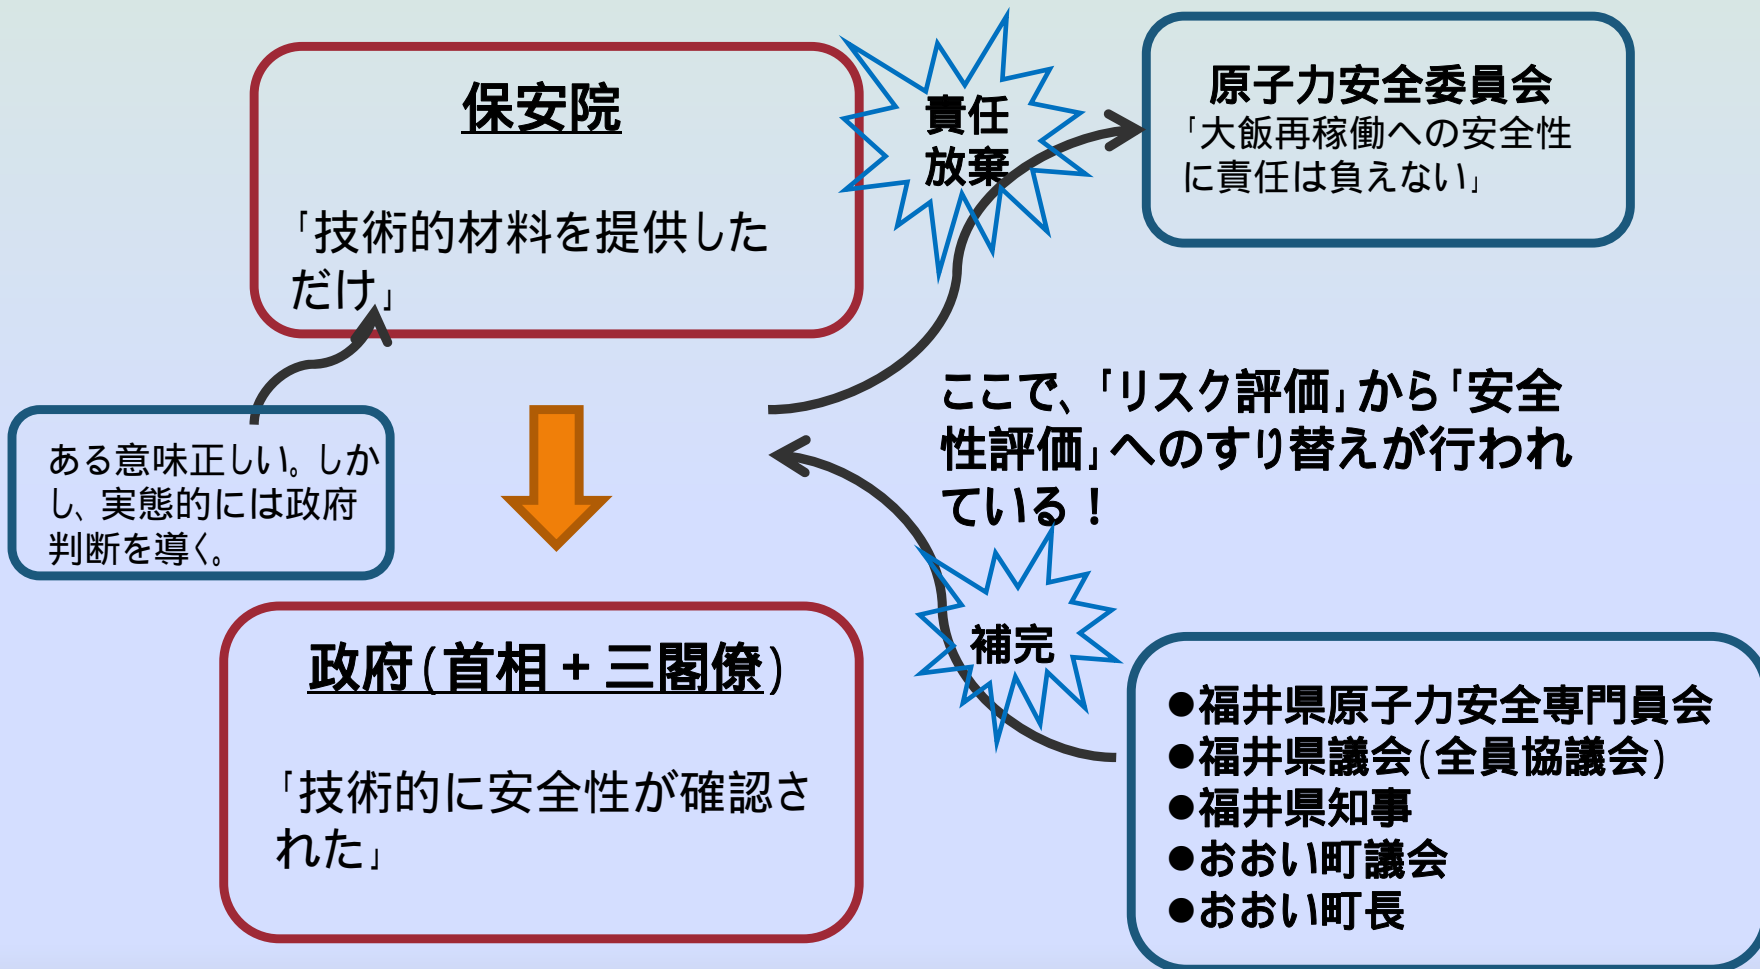 保安院
「技術的材料を提供した
だけ」
責任
放棄
原子力安全委員会
「大飯再稼働への安全性
に責任は負えない」
ここで、「リスク評価」から「安全
性評価」へのすり替えが行われ
ている！
ある意味正しい。しか
し、実態的には政府
判断を導く。
補完
政府(首相+三閣僚)
「技術的に安全性が確認さ
れた」
●福井県原子力安全専門員会
●福井県議会(全員協議会)
●福井県知事
●おおい町議会
●おおい町長